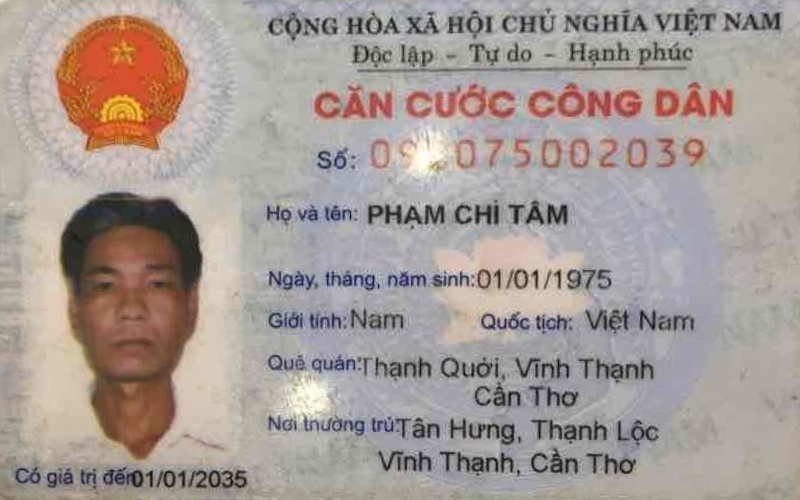 CỘNG HÒA XÃ HỘI CHỦ NGHĨA VIỆT NAM
Độc lập - Tự do - Hạnh phúc
CĂN CƯỚC CÔNG DÂN
Số:
Họ và tên: PHẠM CHÍ TÂM
Ngày, tháng, năm sinh: 01/01/1975
Giới tính: Nam Quốc tịch: Việt Nam
Quê quán: Thạnh Quới, Vĩnh Thạnh
Cần Thơ
Nơi thường trú: Tân Hưng, Thạnh Lộc
Vĩnh Thạnh, Cần Thơ
Có giá trị đến 01/01/2035